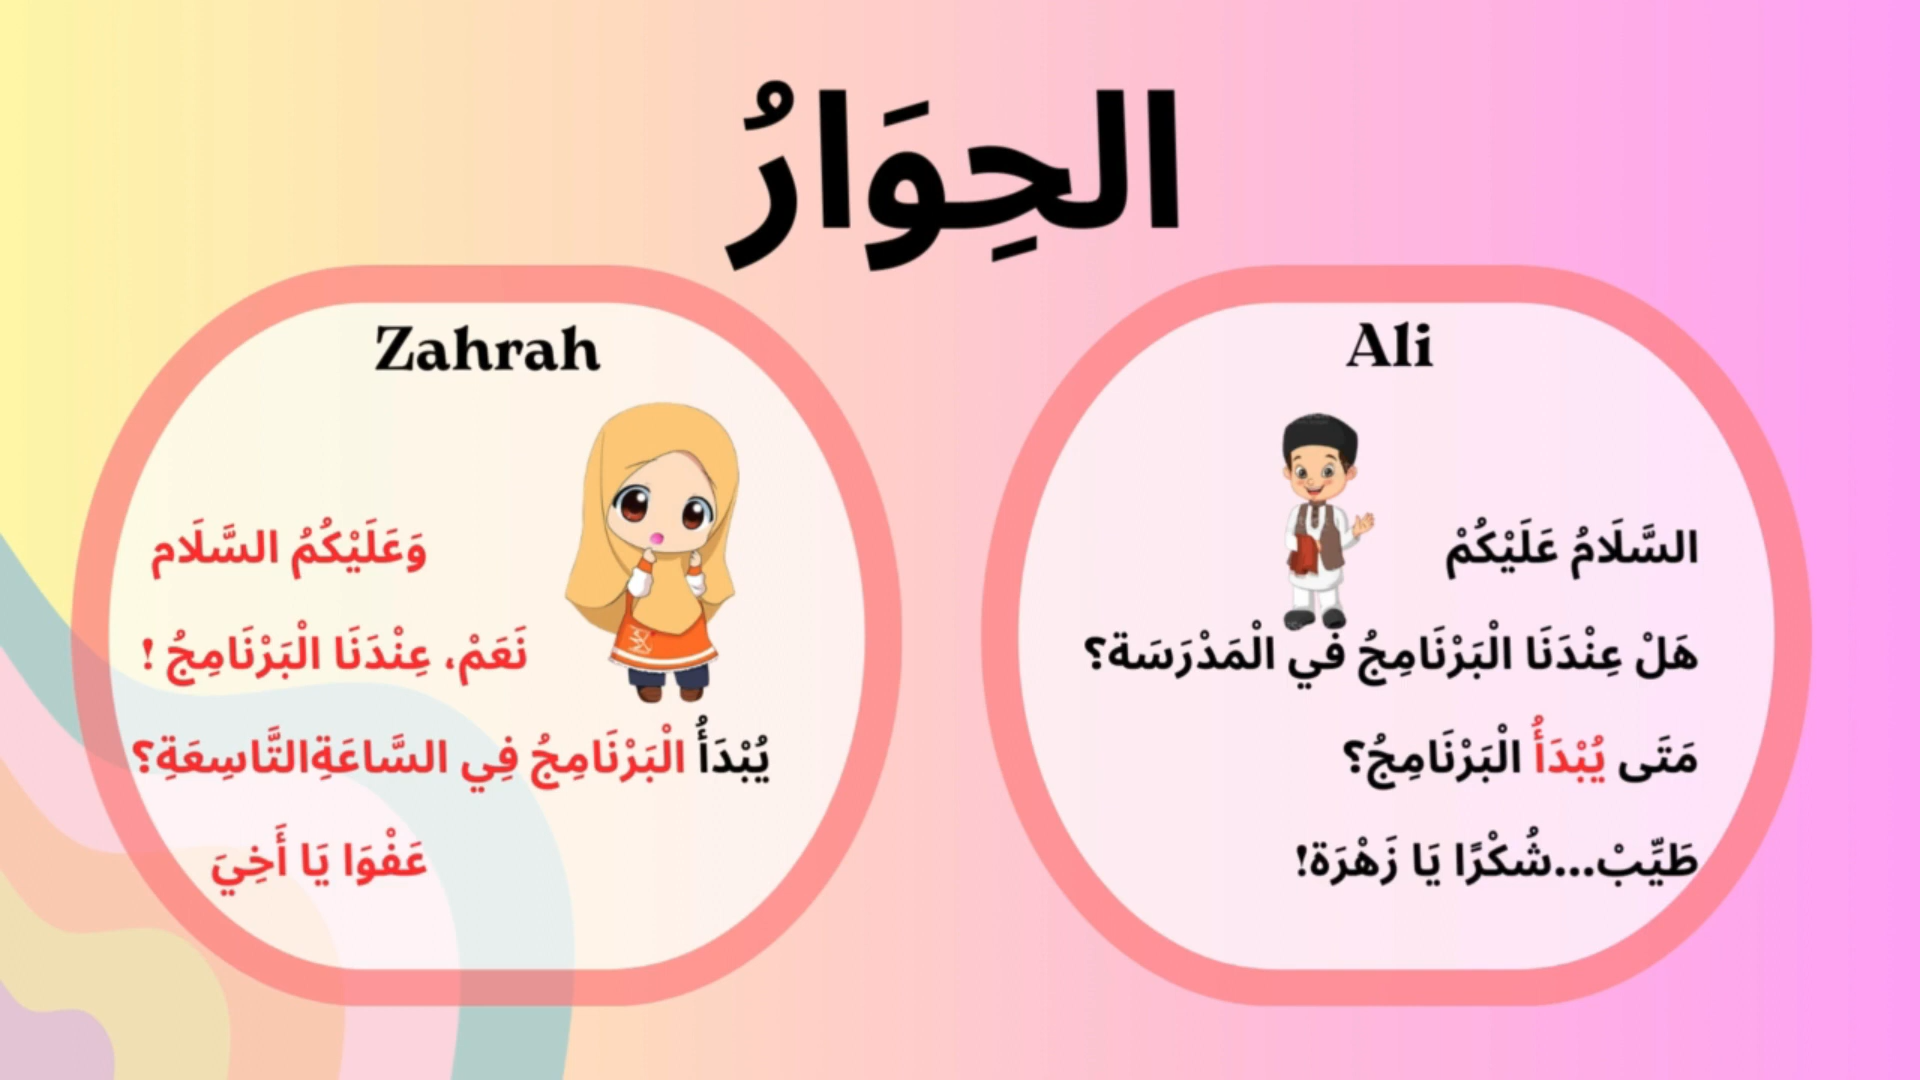 الحِوَارُ
Ali
السَّلَامُ عَلَيْكُمْ
هَلْ عِنْدَنَا الْبَرْنَامِجُ في الْمَدْرَسَة؟
مَتَى يُبْدَأُ الْبَرْنَامِجُ؟
طَيِّبْ...شُكْرًا يَا زَهْرَة!
Zahrah
وَعَلَيْكُمُ السَّلَام
نَعَمْ، عِنْدَنَا الْبَرْنَامِجُ !
يُبْدَأُ الْبَرْنَامِجُ فِي السَّاعَةِالتَّاسِعَةِ؟
عَفْوَا يَا أَخِيَ